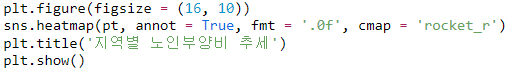 plt.figure(figsize = (16, 10))
sns.heatmap(pt, annot = True, fmt = '.0f', cmap = 'rocket_r')
plt.title('지역별 노인부양비 추세')
plt.show()